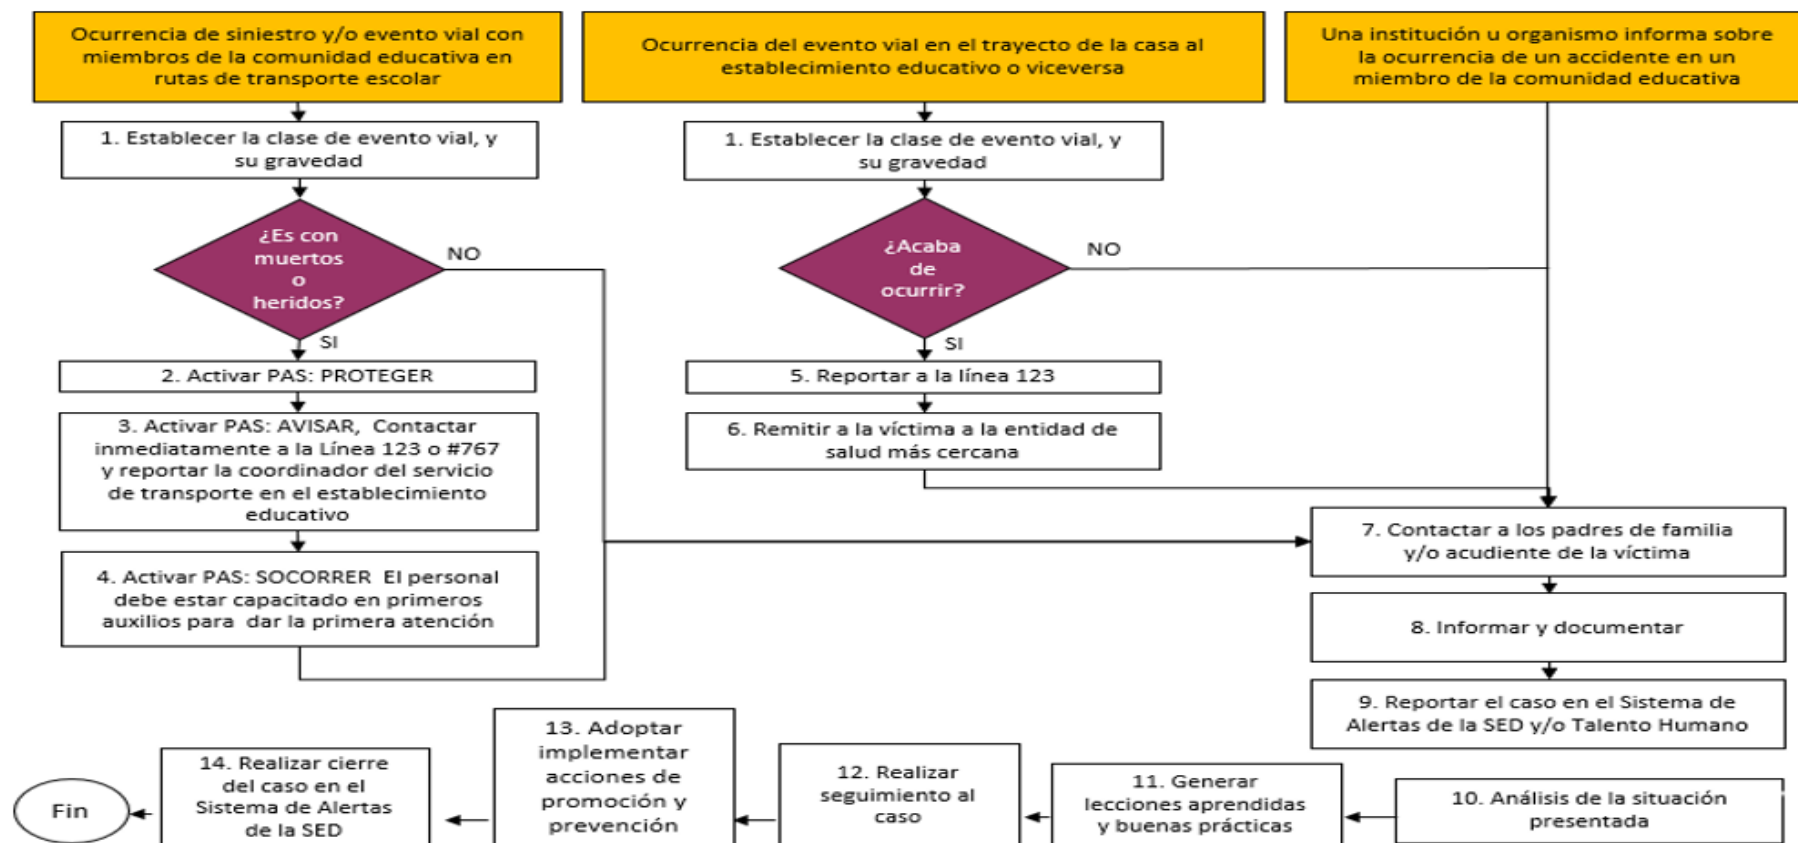 Ocurrencia de siniestro y/o evento vial con
miembros de la comunidad educativa en
rutas de transporte escolar
Ocurrencia del evento vial en el trayecto de la casa al
establecimiento educativo o viceversa
Una institución u organismo informa sobre
la ocurrencia de un accidente en un
miembro de la comunidad educativa
1. Establecer la clase de evento vial, y
su gravedad
¿Es con
muertos
o
heridos?
NO
SI
2. Activar PAS: PROTEGER
3. Activar PAS: AVISAR, Contactar
inmediatamente a la Línea 123 o #767
y reportar la coordinador del servicio
de transporte en el establecimiento
educativo
4. Activar PAS: SOCORRER El personal
debe estar capacitado en primeros
auxilios para dar la primera atención
1. Establecer la clase de evento vial, y
su gravedad
¿Acaba
de
ocurrir?
NO
SI
5. Reportar a la línea 123
6. Remitir a la víctima a la entidad de
salud más cercana
7. Contactar a los padres de familia
y/o acudiente de la víctima
8. Informar y documentar
9. Reportar el caso en el Sistema de
Alertas de la SED y/o Talento Humano
10. Análisis de la situación
presentada
11. Generar
lecciones aprendidas
y buenas prácticas
12. Realizar
seguimiento al
caso
13. Adoptar
implementar
acciones de
promoción y
prevención
14. Realizar cierre
del caso en el
Sistema de Alertas
de la SED
Fin